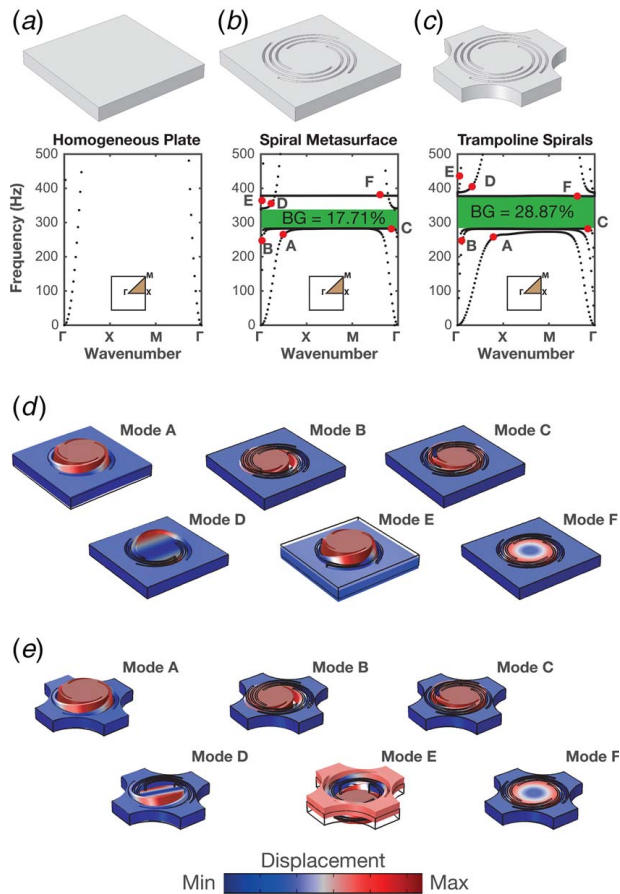 (a) (b) (c)
Homogeneous Plate Spiral Metasurface Trampoline Spirals
Frequency (Hz)
500 500 500
400 400 400
300 300 300
200 200 200
100 100 100
0 0 0
E D F
BG = 17.71%
B A C
E D F
BG = 28.87%
B A C
M M M
Γ X Γ X Γ X
Γ X M Γ Γ X M Γ Γ X M Γ
Wavenumber Wavenumber Wavenumber
(d)
Mode A Mode B Mode C
Mode D Mode E Mode F
(e)
Mode A Mode B Mode C
Mode D Mode E Mode F
Displacement
Min Max